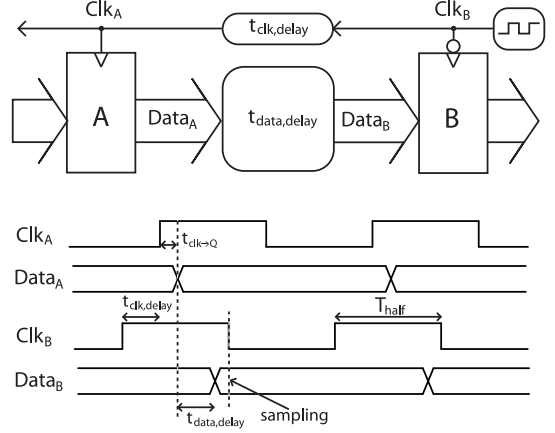 Clk_A
Clk_B
t_clk,delay
A
Data_A
t_data,delay
Data_B
B
Clk_A
t_clk→Q
Data_A
t_clk,delay
T_half
Clk_B
Data_B
t_data,delay
sampling